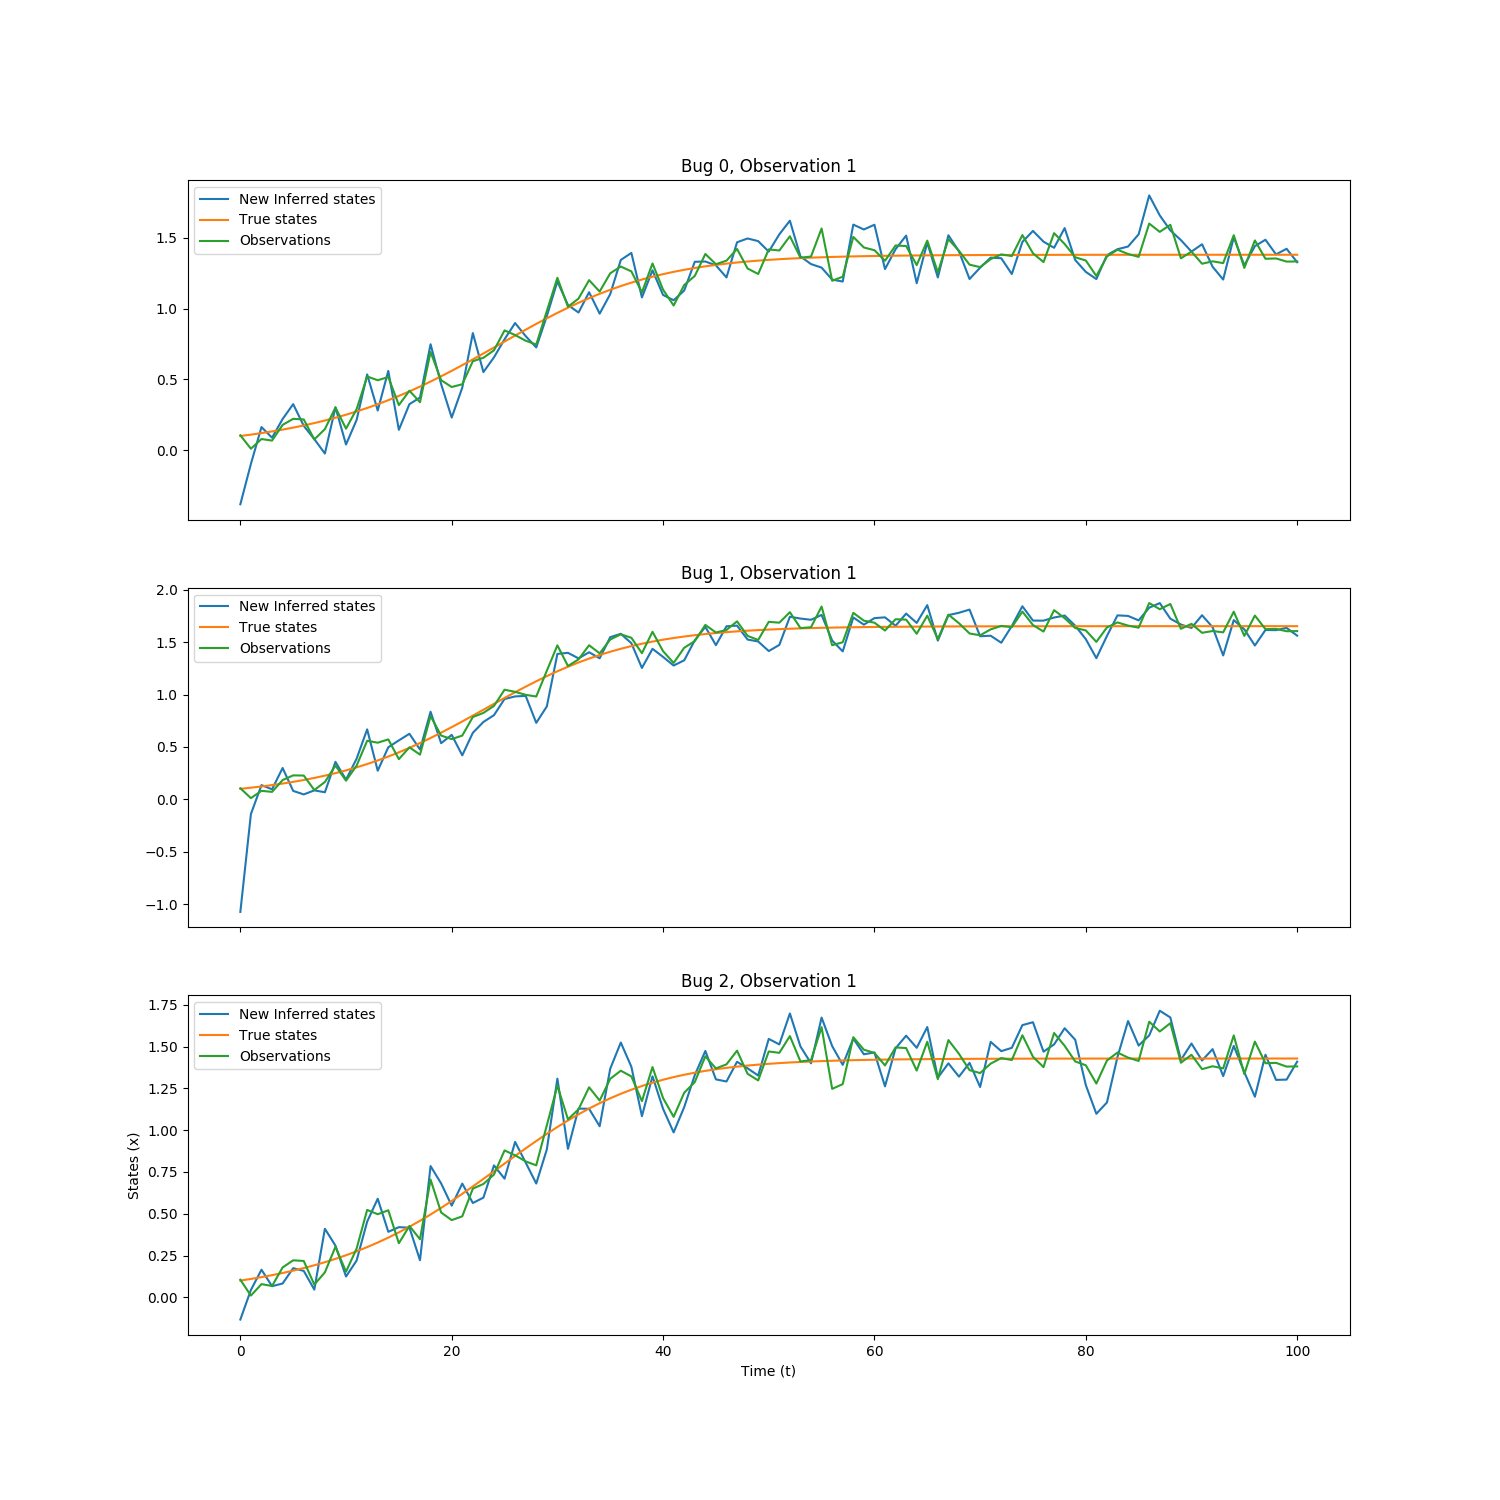 Bug 0, Observation 1
New Inferred states
True states
Observations
1.5
1.0
0.5
0.0
Bug 1, Observation 1
New Inferred states
True states
Observations
2.0
1.5
1.0
0.5
0.0
−0.5
−1.0
Bug 2, Observation 1
New Inferred states
True states
Observations
1.75
1.50
1.25
1.00
0.75
0.50
0.25
0.00
States (x)
0 20 40 60 80 100
Time (t)